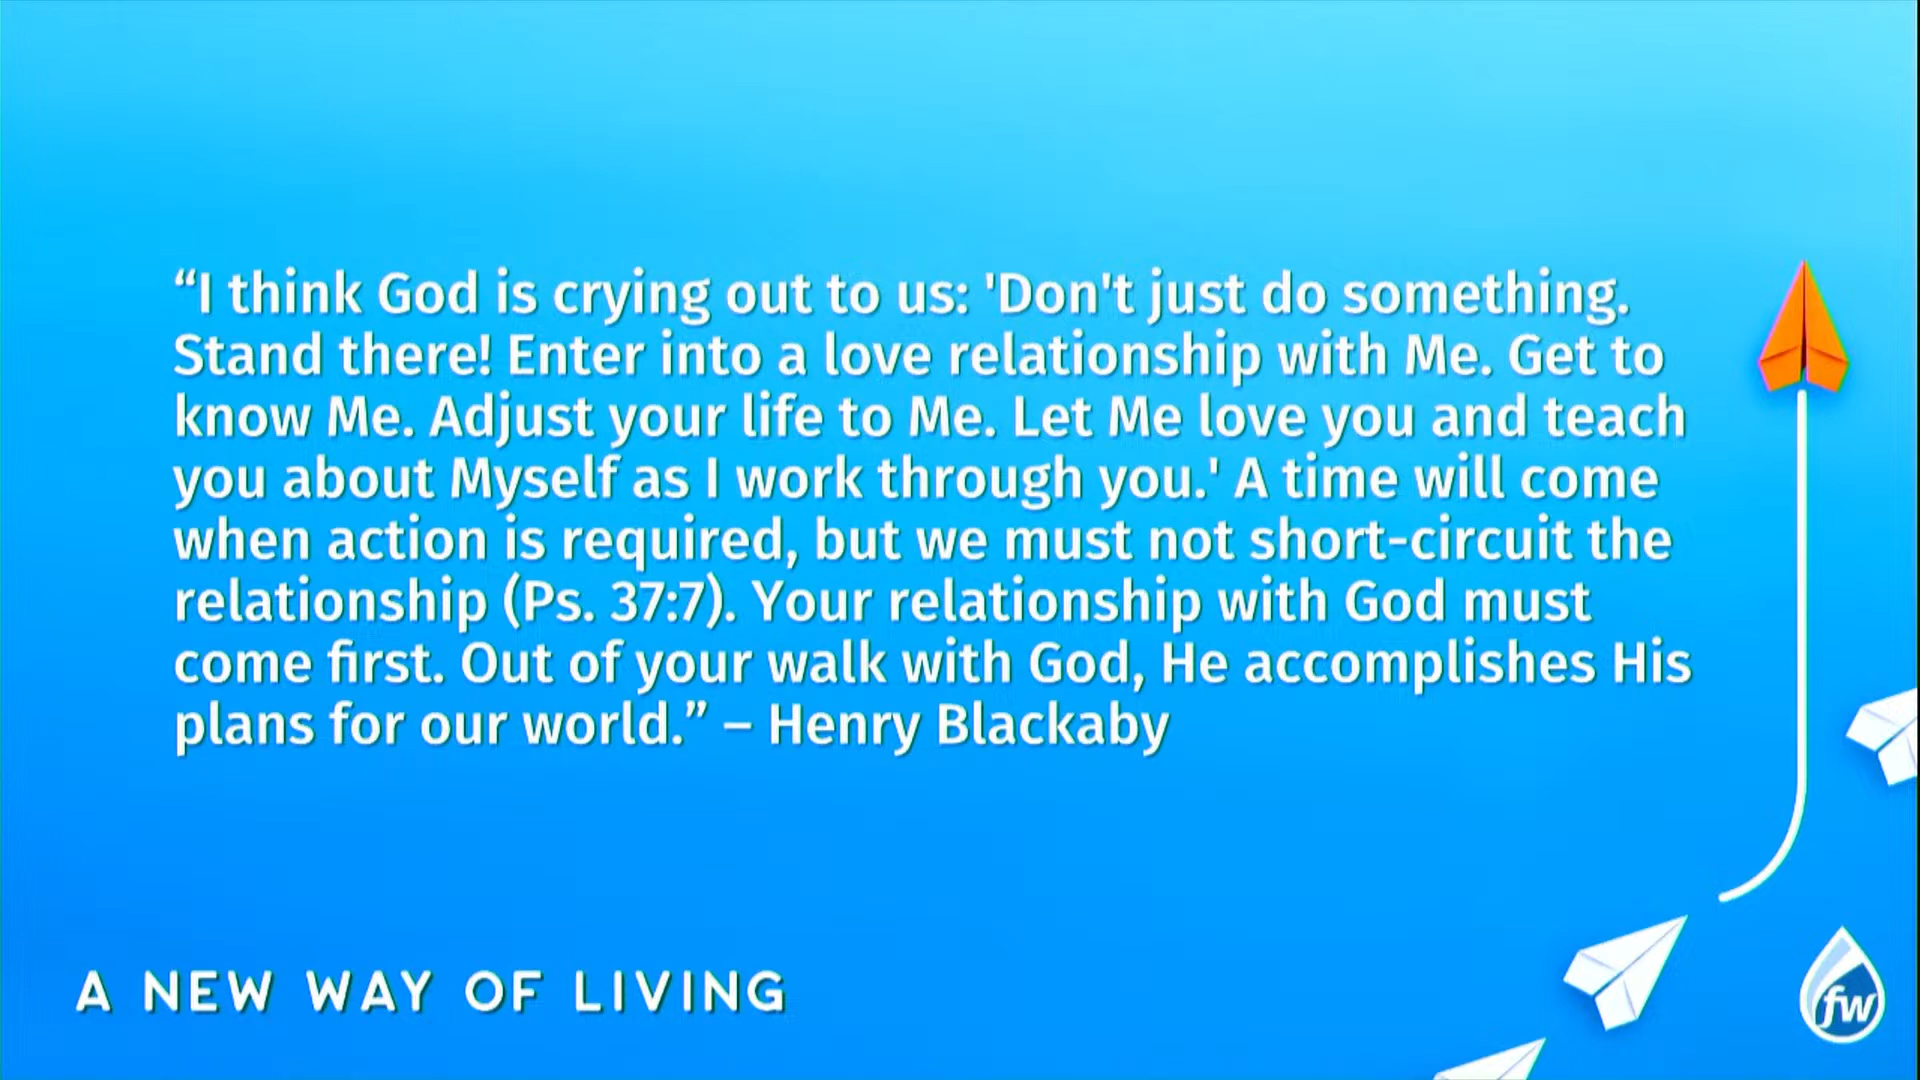 “I think God is crying out to us: 'Don't just do something.
Stand there! Enter into a love relationship with Me. Get to
know Me. Adjust your life to Me. Let Me love you and teach
you about Myself as I work through you.' A time will come
when action is required, but we must not short-circuit the
relationship (Ps. 37:7). Your relationship with God must
come first. Out of your walk with God, He accomplishes His
plans for our world.” – Henry Blackaby
A NEW WAY OF LIVING
fw